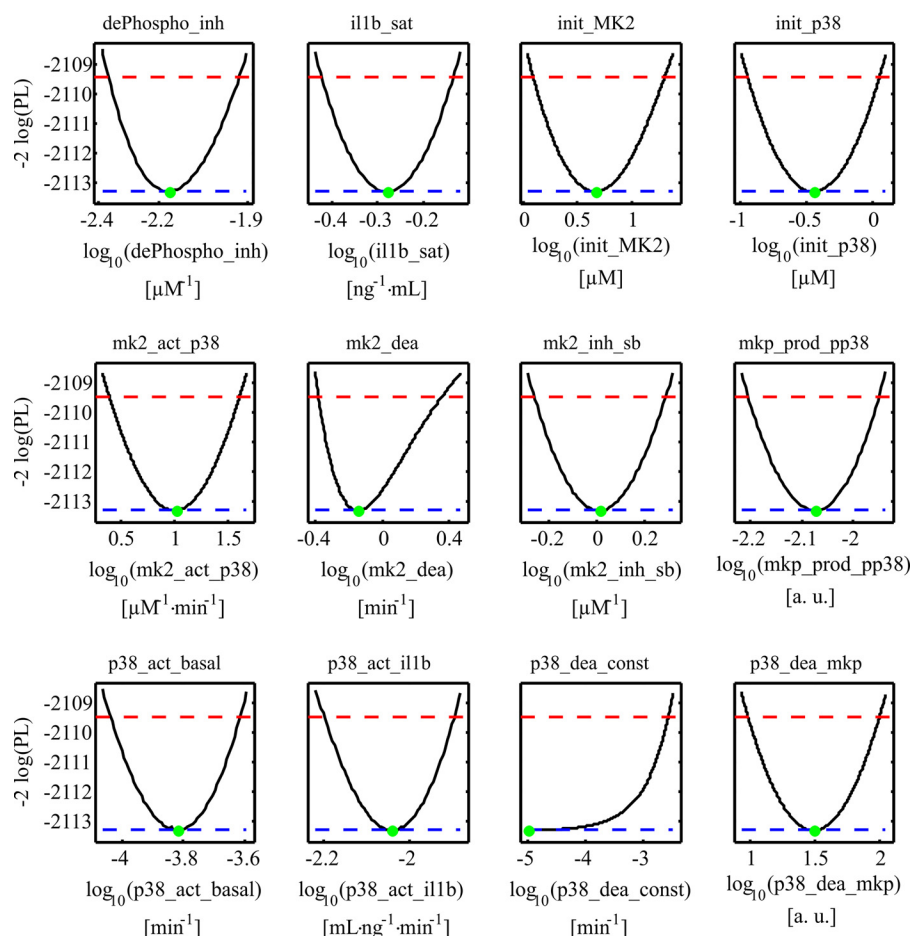 dePhospho_inh il1b_sat init_MK2 init_p38
-2 log(PL)
-2109
-2110
-2111
-2112
-2113
-2.4 -2.2 -1.9 -0.4 -0.3 -0.2 0 0.5 1 -1 -0.5 0
log10(dePhospho_inh) log10(il1b_sat) log10(init_MK2) log10(init_p38)
[µM-1] [ng-1·mL] [µM] [µM]
mk2_act_p38 mk2_dea mk2_inh_sb mkp_prod_pp38
-2 log(PL)
-2109
-2110
-2111
-2112
-2113
0.5 1 1.5 -0.4 0 0.4 -0.2 0 0.2 -2.2 -2.1 -2
log10(mk2_act_p38) log10(mk2_dea) log10(mk2_inh_sb) log10(mkp_prod_pp38)
[µM-1·min-1] [min-1] [µM-1] [a. u.]
p38_act_basal p38_act_il1b p38_dea_const p38_dea_mkp
-2 log(PL)
-2109
-2110
-2111
-2112
-2113
-4 -3.8 -3.6 -2.2 -2 -5 -4 -3 1 1.5 2
log10(p38_act_basal) log10(p38_act_il1b) log10(p38_dea_const) log10(p38_dea_mkp)
[min-1] [mL·ng-1·min-1] [min-1] [a. u.]